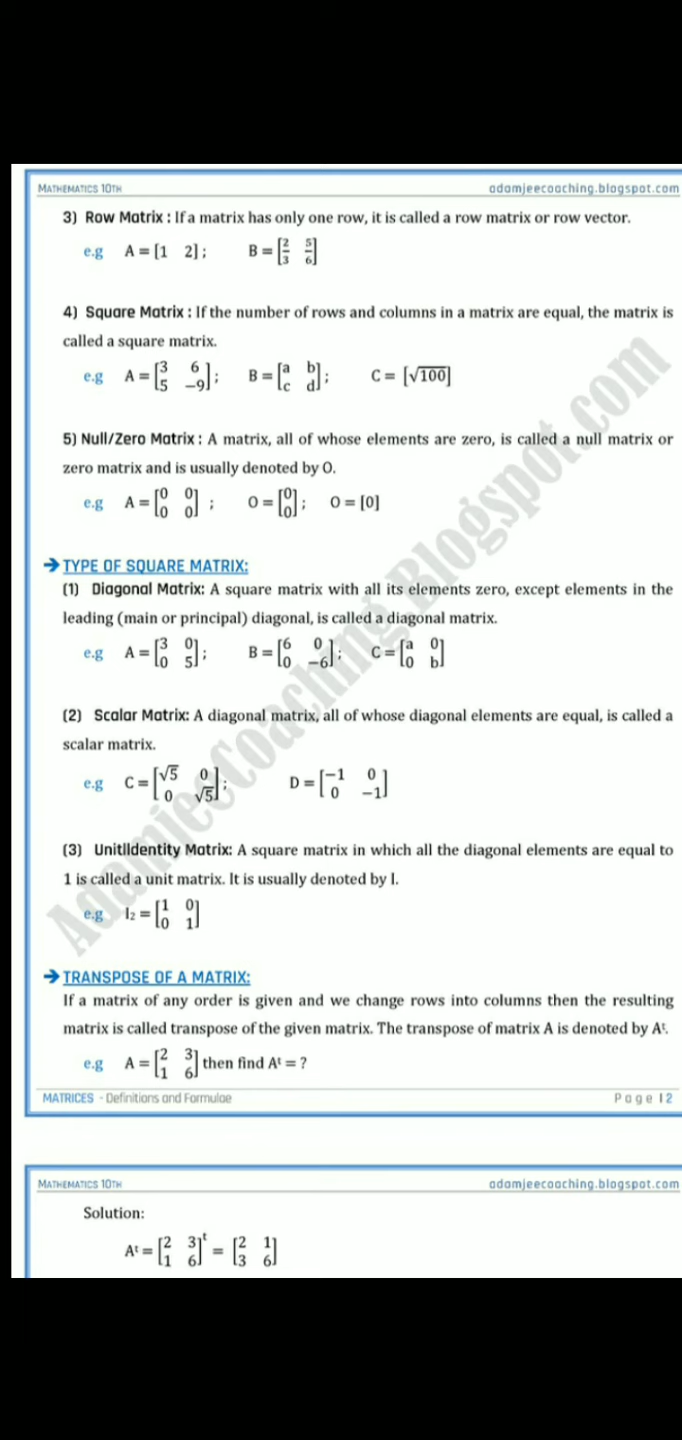 MATHEMATICS 10TH adamjeecoaching.blogspot.com
3) Row Matrix : If a matrix has only one row, it is called a row matrix or row vector.
e.g A = [1 2] ; B = [2/3 5/6]
4) Square Matrix : If the number of rows and columns in a matrix are equal, the matrix is
called a square matrix.
e.g A = [3 6; 5 −9] ; B = [a b; c d] ; C = [√100]
5) Null/Zero Matrix : A matrix, all of whose elements are zero, is called a null matrix or
zero matrix and is usually denoted by O.
e.g A = [0 0; 0 0] ; O = [0; 0] ; O = [0]
➔ TYPE OF SQUARE MATRIX:
(1) Diagonal Matrix: A square matrix with all its elements zero, except elements in the
leading (main or principal) diagonal, is called a diagonal matrix.
e.g A = [3 0; 0 5] ; B = [6 0; 0 −6] ; C = [a 0; 0 b]
(2) Scalar Matrix: A diagonal matrix, all of whose diagonal elements are equal, is called a
scalar matrix.
e.g C = [√5 0; 0 √5] ; D = [−1 0; 0 −1]
(3) UnitlIdentity Matrix: A square matrix in which all the diagonal elements are equal to
1 is called a unit matrix. It is usually denoted by I.
e.g I₂ = [1 0; 0 1]
➔ TRANSPOSE OF A MATRIX:
If a matrix of any order is given and we change rows into columns then the resulting
matrix is called transpose of the given matrix. The transpose of matrix A is denoted by Aᵗ.
e.g A = [2 3; 1 6] then find Aᵗ = ?
MATRICES - Definitions and Formulae Page | 2
AdamjeeCoaching.Blogspot.com
MATHEMATICS 10TH adamjeecoaching.blogspot.com
Solution:
Aᵗ = [2 3; 1 6]ᵗ = [2 1; 3 6]